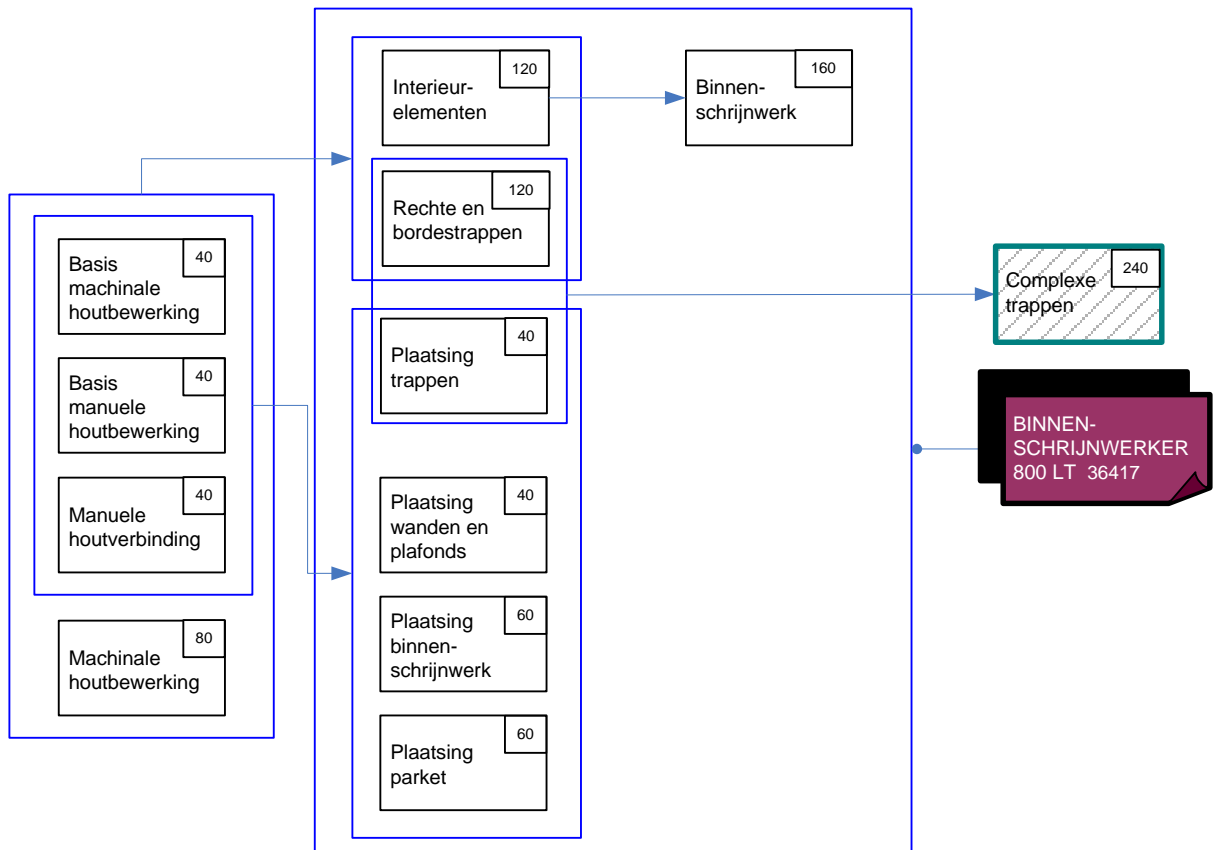 Basis
machinale
houtbewerking
40
Basis
manuele
houtbewerking
40
Manuele
houtverbinding
40
Machinale
houtbewerking
80
Interieur-
elementen
120
Rechte en
bordestrappen
120
Plaatsing
trappen
40
Plaatsing
wanden en
plafonds
40
Plaatsing
binnen-
schrijnwerk
60
Plaatsing
parket
60
Binnen-
schrijnwerk
160
Complexe
trappen
240
BINNEN-
SCHRIJNWERKER
800 LT 36417